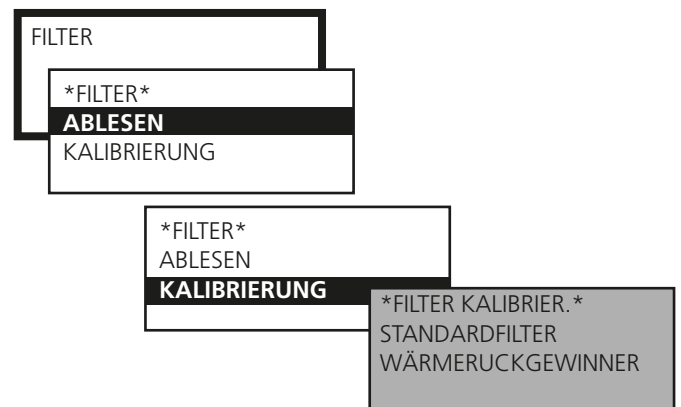 FILTER
*FILTER*
ABLESEN
KALIBRIERUNG
*FILTER*
ABLESEN
KALIBRIERUNG
*FILTER KALIBRIER.*
STANDARDFILTER
WÄRMERUCKGEWINNER